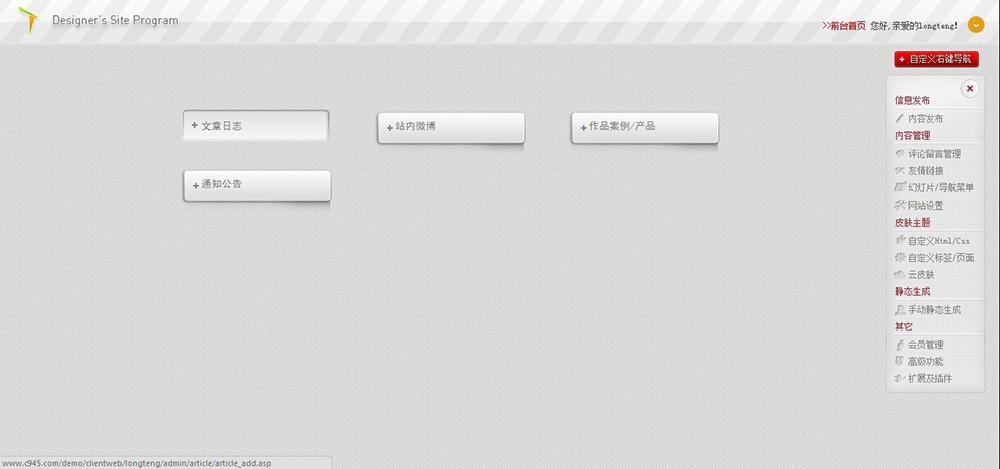 Designer's Site Program
>>前台首页 您好,亲爱的longteng!
+ 自定义右键导航
信息发布
内容发布
内容管理
评论留言管理
友情链接
幻灯片/导航菜单
网站设置
皮肤主题
自定义Html/Css
自定义标签/页面
云皮肤
静态生成
手动静态生成
其它
会员管理
高级功能
扩展及插件
+ 文章日志
+ 站内微博
+ 作品案例/产品
+ 通知公告
www.c945.com/demo/clientweb/longteng/admin/article/article_add.asp